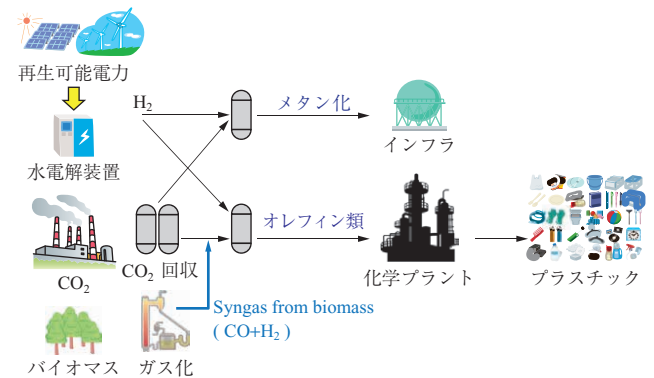 再生可能電力
H₂
メタン化
インフラ
水電解装置
オレフィン類
CO₂
CO₂ 回収
化学プラント
プラスチック
Syngas from biomass
( CO+H₂ )
バイオマス
ガス化